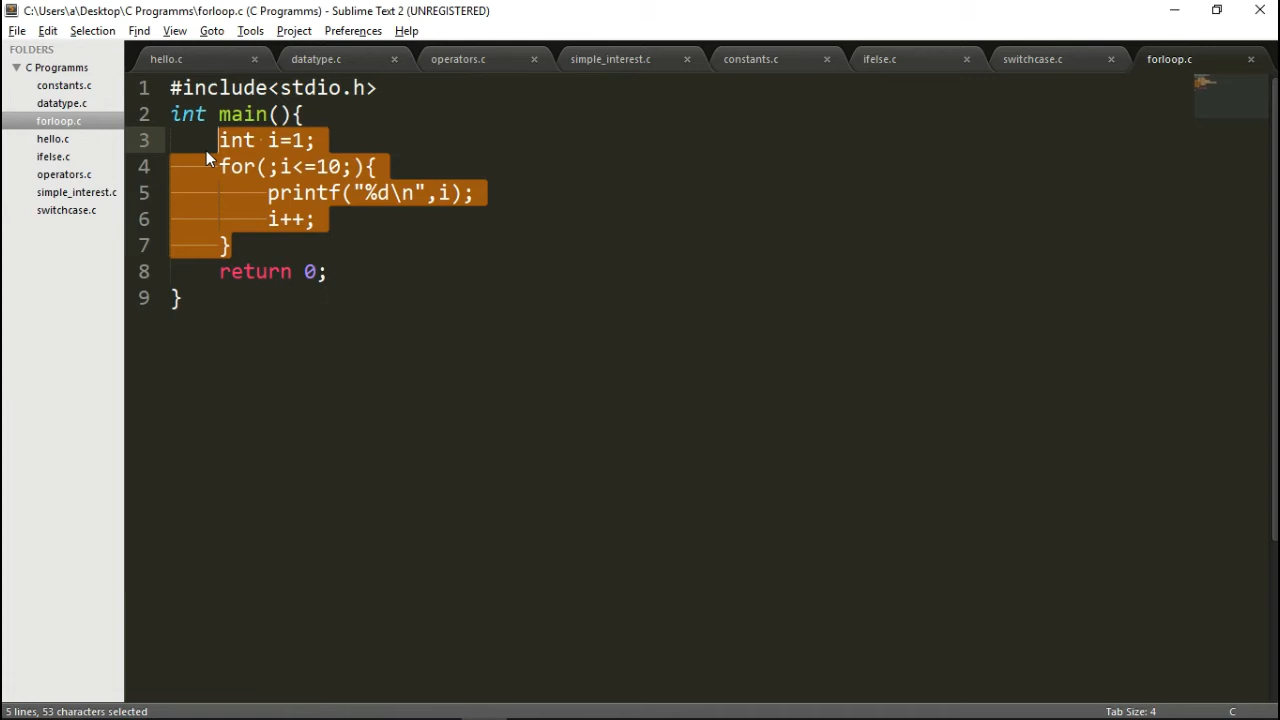 C:\Users\a\Desktop\C Programms\forloop.c (C Programms) - Sublime Text 2 (UNREGISTERED)
File Edit Selection Find View Goto Tools Project Preferences Help
FOLDERS
C Programms
constants.c
datatype.c
forloop.c
hello.c
ifelse.c
operators.c
simple_interest.c
switchcase.c
hello.c × datatype.c × operators.c × simple_interest.c × constants.c × ifelse.c × switchcase.c × forloop.c ×
1 #include<stdio.h>
2 int main(){
3 int i=1;
4 for(;i<=10;){
5 printf("%d\n",i);
6 i++;
7 }
8 return 0;
9 }
5 lines, 53 characters selected Tab Size: 4 C